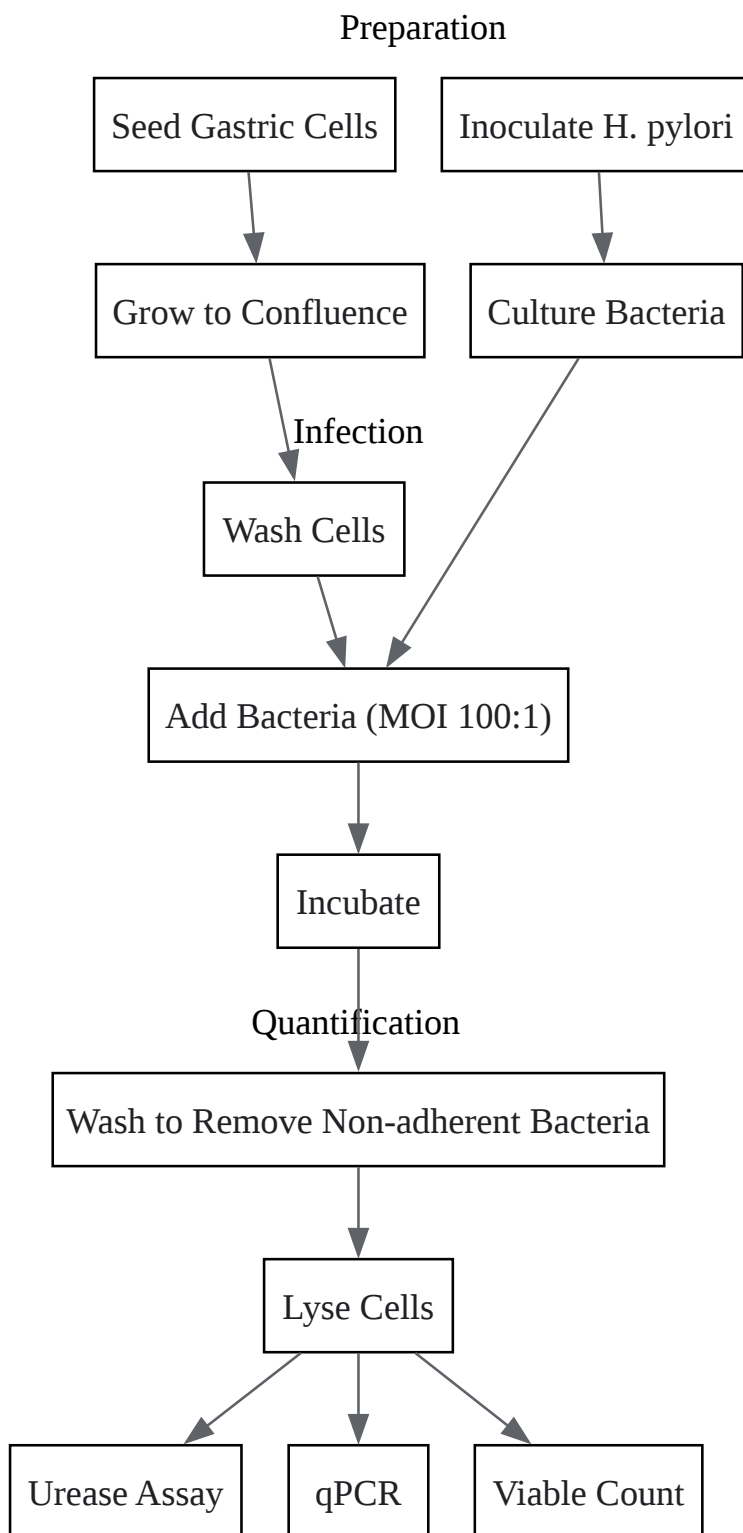 Preparation
Seed Gastric Cells
Inoculate H. pylori
Grow to Confluence
Culture Bacteria
Infection
Wash Cells
Add Bacteria (MOI 100:1)
Incubate
Quantification
Wash to Remove Non-adherent Bacteria
Lyse Cells
Urease Assay
qPCR
Viable Count